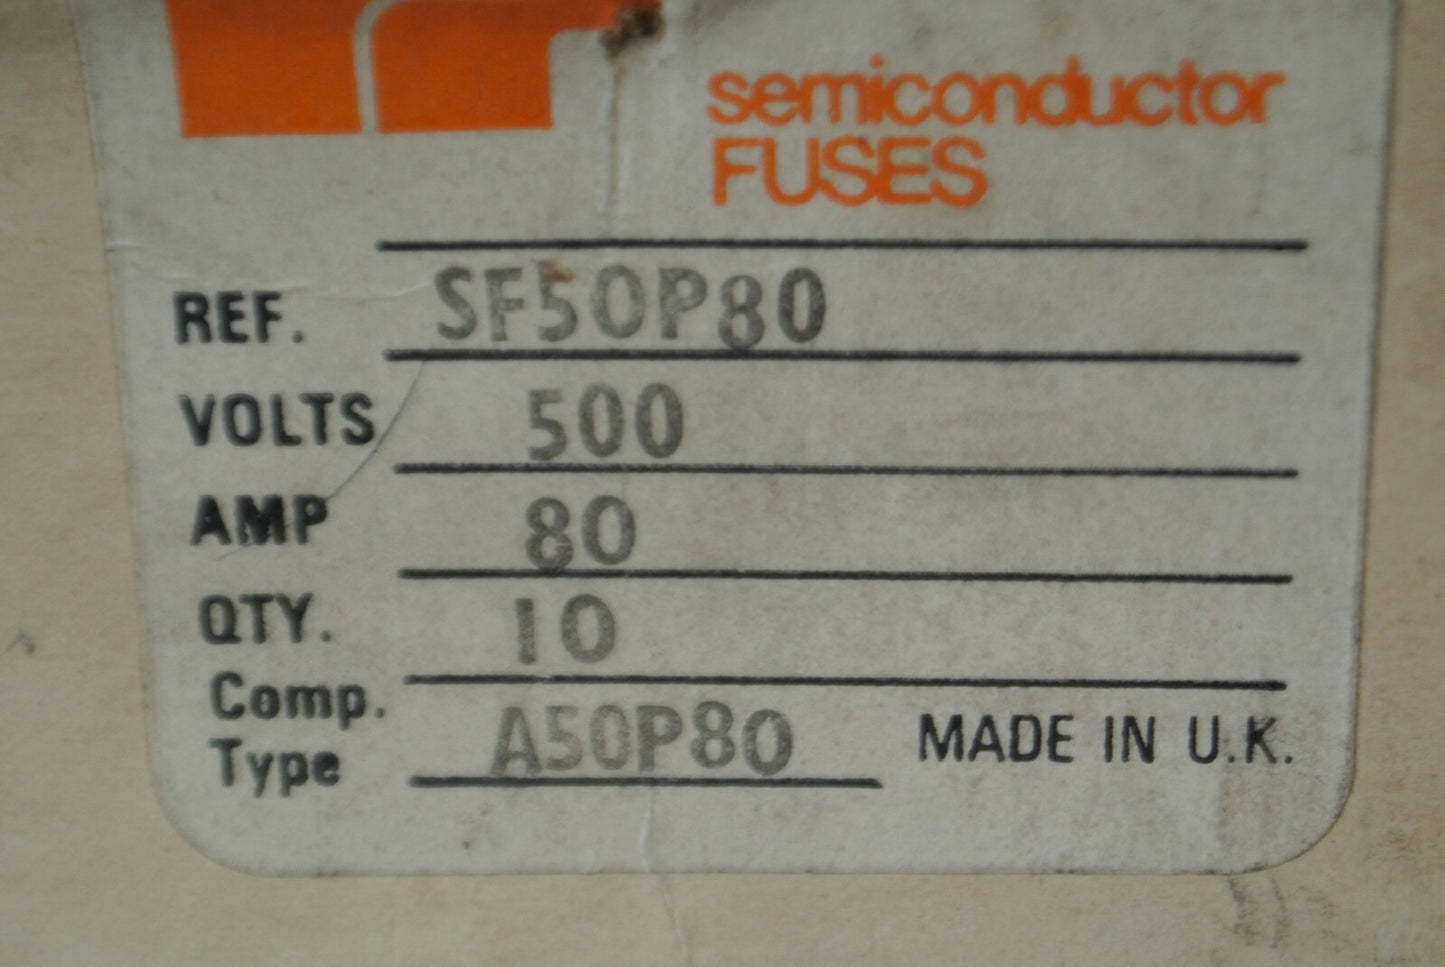 semiconductor
FUSES
REF. SF50P80
VOLTS 500
AMP 80
QTY. 10
Comp.
Type A50P80 MADE IN U.K.